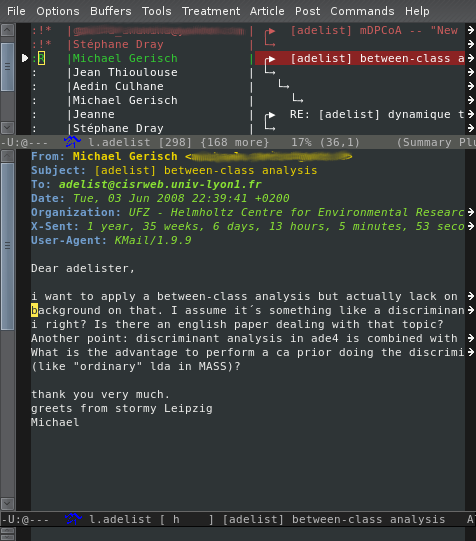 File Options Buffers Tools Treatment Article Post Commands Help
:!* | [adelist] mDPCoA -- "New
:!* |Stéphane Dray |
: |Michael Gerisch | [adelist] between-class a
: |Jean Thioulouse |
: |Aedin Culhane |
: |Michael Gerisch |
: |Jeanne | RE: [adelist] dynamique t
: |Stéphane Dray |
-U:@--- l.adelist [298] {168 more} 17% (36,1) (Summary Plu
From: Michael Gerisch <
Subject: [adelist] between-class analysis
To: adelist@cisrweb.univ-lyon1.fr
Date: Tue, 03 Jun 2008 22:39:41 +0200
Organization: UFZ - Helmholtz Centre for Environmental Researc
X-Sent: 1 year, 35 weeks, 6 days, 13 hours, 5 minutes, 53 seco
User-Agent: KMail/1.9.9
Dear adelister,
i want to apply a between-class analysis but actually lack on
background on that. I assume it´s something like a discriminan
i right? Is there an english paper dealing with that topic?
Another point: discriminant analysis in ade4 is combined with
What is the advantage to perform a ca prior doing the discrimi
(like "ordinary" lda in MASS)?
thank you very much.
greets from stormy Leipzig
Michael
-U:@--- l.adelist [ h ] [adelist] between-class analysis A